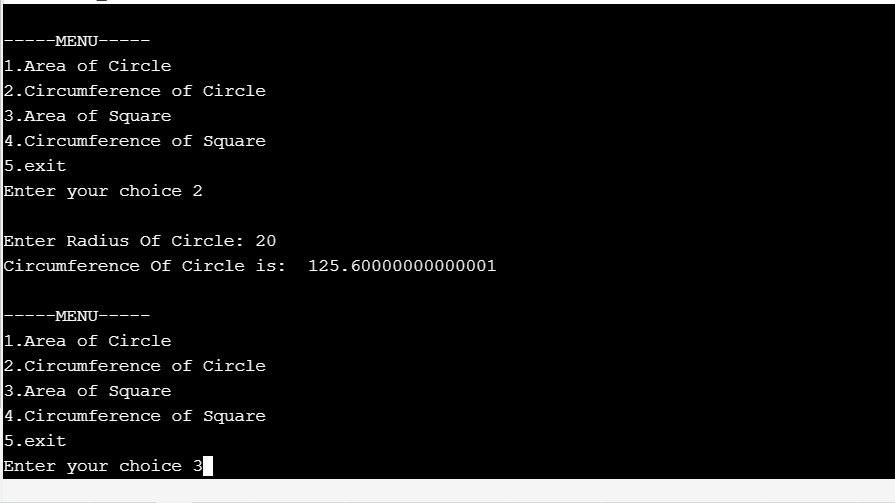 -----MENU-----
1.Area of Circle
2.Circumference of Circle
3.Area of Square
4.Circumference of Square
5.exit
Enter your choice 2
Enter Radius Of Circle: 20
Circumference Of Circle is:  125.60000000000001
-----MENU-----
1.Area of Circle
2.Circumference of Circle
3.Area of Square
4.Circumference of Square
5.exit
Enter your choice 3